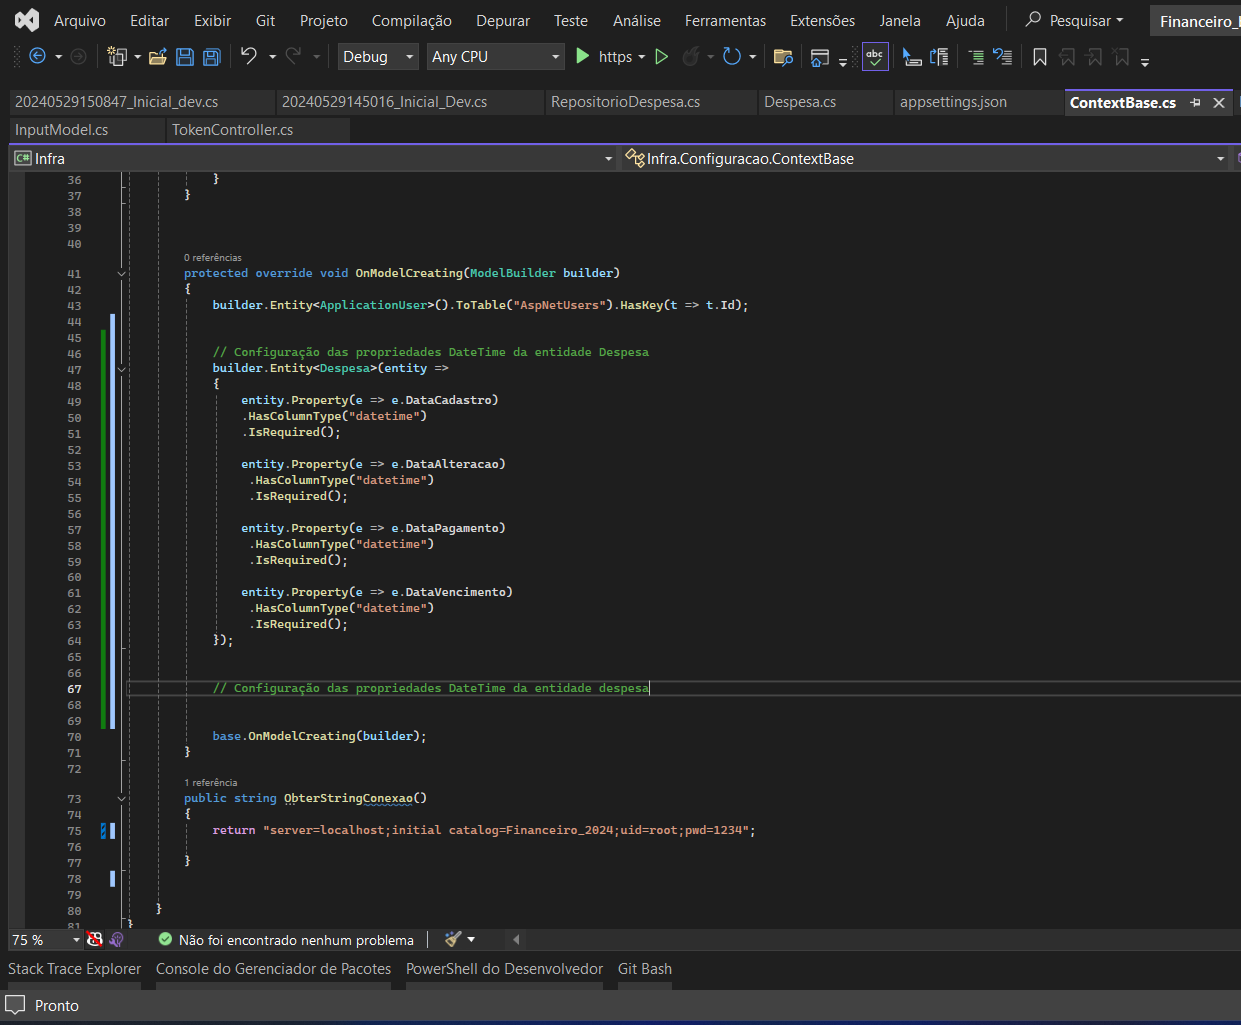 Arquivo Editar Exibir Git Projeto Compilação Depurar Teste Análise Ferramentas Extensões Janela Ajuda Pesquisar Financeiro_
Debug Any CPU https
20240529150847_Inicial_dev.cs 20240529145016_Inicial_Dev.cs RepositorioDespesa.cs Despesa.cs appsettings.json ContextBase.cs
InputModel.cs TokenController.cs
C# Infra Infra.Configuracao.ContextBase
36 }
37 }
38
39
40
0 referências
41 protected override void OnModelCreating(ModelBuilder builder)
42 {
43 builder.Entity<ApplicationUser>().ToTable("AspNetUsers").HasKey(t => t.Id);
44
45
46 // Configuração das propriedades DateTime da entidade Despesa
47 builder.Entity<Despesa>(entity =>
48 {
49 entity.Property(e => e.DataCadastro)
50 .HasColumnType("datetime")
51 .IsRequired();
52
53 entity.Property(e => e.DataAlteracao)
54 .HasColumnType("datetime")
55 .IsRequired();
56
57 entity.Property(e => e.DataPagamento)
58 .HasColumnType("datetime")
59 .IsRequired();
60
61 entity.Property(e => e.DataVencimento)
62 .HasColumnType("datetime")
63 .IsRequired();
64 });
65
66
67 // Configuração das propriedades DateTime da entidade despesa
68
69
70 base.OnModelCreating(builder);
71 }
72
1 referência
73 public string ObterStringConexao()
74 {
75 return "server=localhost;initial catalog=Financeiro_2024;uid=root;pwd=1234";
76
77 }
78
79
80 }
81 }
75 % Não foi encontrado nenhum problema
Stack Trace Explorer Console do Gerenciador de Pacotes PowerShell do Desenvolvedor Git Bash
Pronto